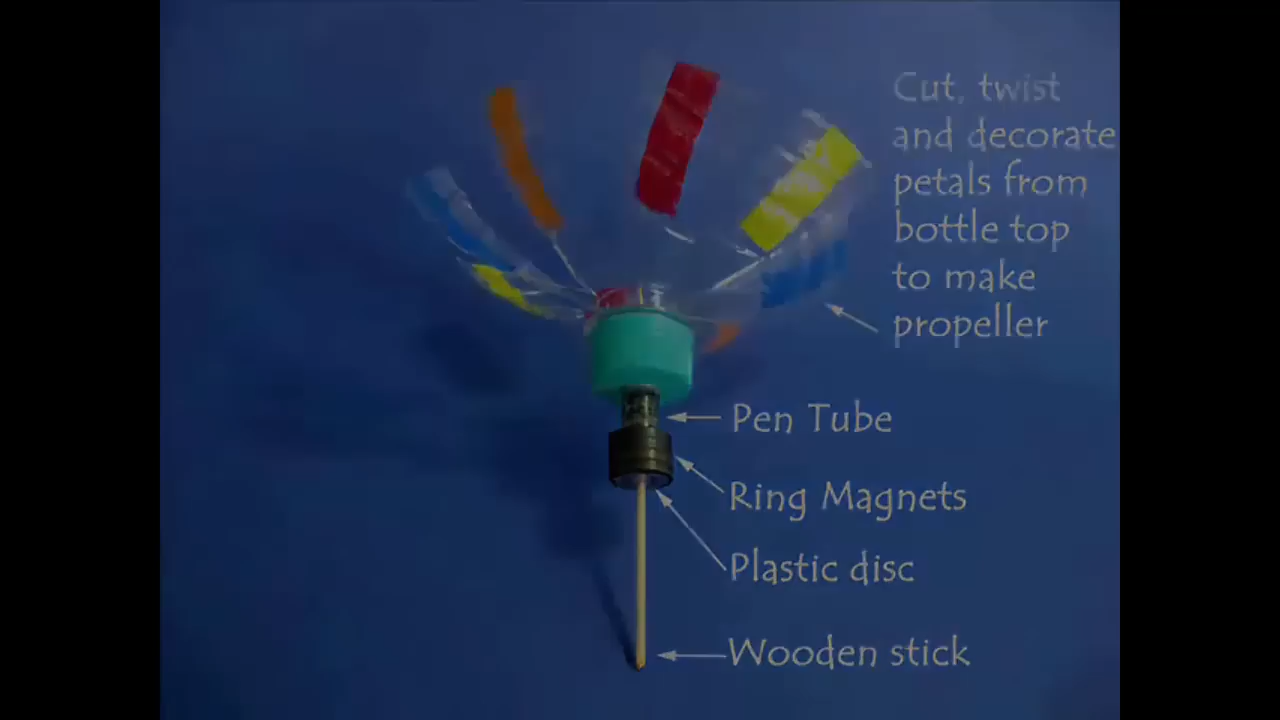 Cut, twist
and decorate
petals from
bottle top
to make
propeller
Pen Tube
Ring Magnets
Plastic disc
Wooden stick